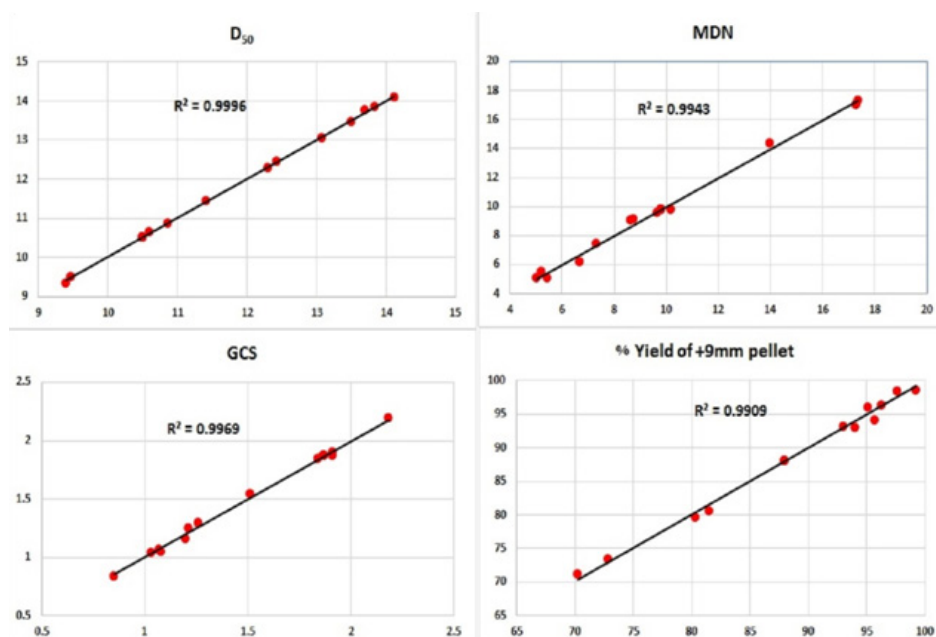 D₅₀
15
14
13
12
11
10
9
R² = 0.9996
9 10 11 12 13 14 15
MDN
20
18
16
14
12
10
8
6
4
R² = 0.9943
4 6 8 10 12 14 16 18 20
GCS
2.5
2
1.5
1
0.5
R² = 0.9969
0.5 1 1.5 2 2.5
% Yield of +9mm pellet
100
95
90
85
80
75
70
65
R² = 0.9909
65 70 75 80 85 90 95 100